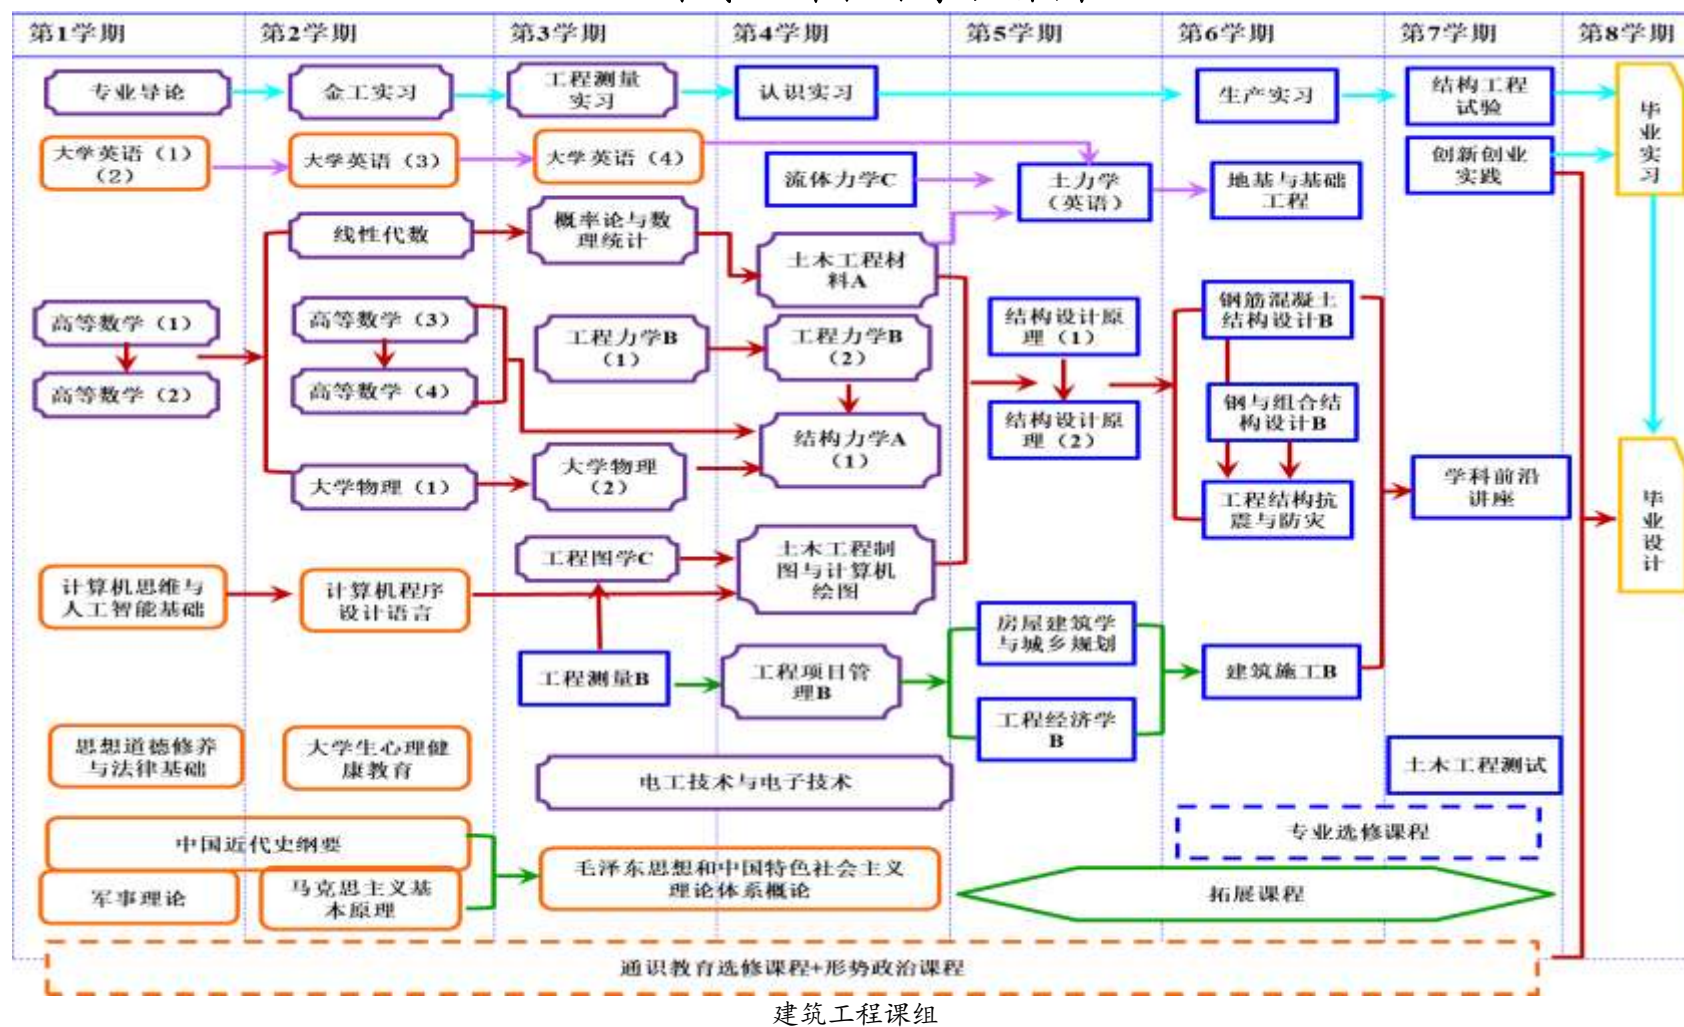 第1学期
第2学期
第3学期
第4学期
第5学期
第6学期
第7学期
第8学期
专业导论
金工实习
工程测量
实习
认识实习
生产实习
结构工程
试验
毕
业
实
习
大学英语（1）
（2）
大学英语（3）
大学英语（4）
流体力学C
土力学
（英语）
地基与基础
工程
创新创业
实践
线性代数
概率论与数
理统计
土木工程材
料A
高等数学（1）
高等数学（2）
高等数学（3）
高等数学（4）
工程力学B
（1）
工程力学B
（2）
结构设计原
理（1）
结构设计原
理（2）
钢筋混凝土
结构设计B
钢与组合结
构设计B
工程结构抗
震与防灾
大学物理（1）
大学物理
（2）
结构力学A
（1）
学科前沿
讲座
毕
业
设
计
工程图学C
土木工程制
图与计算机
绘图
计算机思维与
人工智能基础
计算机程序
设计语言
工程测量B
工程项目管
理B
房屋建筑学
与城乡规划
工程经济学
B
建筑施工B
思想道德修养
与法律基础
大学生心理健
康教育
电工技术与电子技术
土木工程测试
专业选修课程
中国近代史纲要
军事理论
马克思主义基
本原理
毛泽东思想和中国特色社会主义
理论体系概论
拓展课程
通识教育选修课程+形势政治课程
建筑工程课组